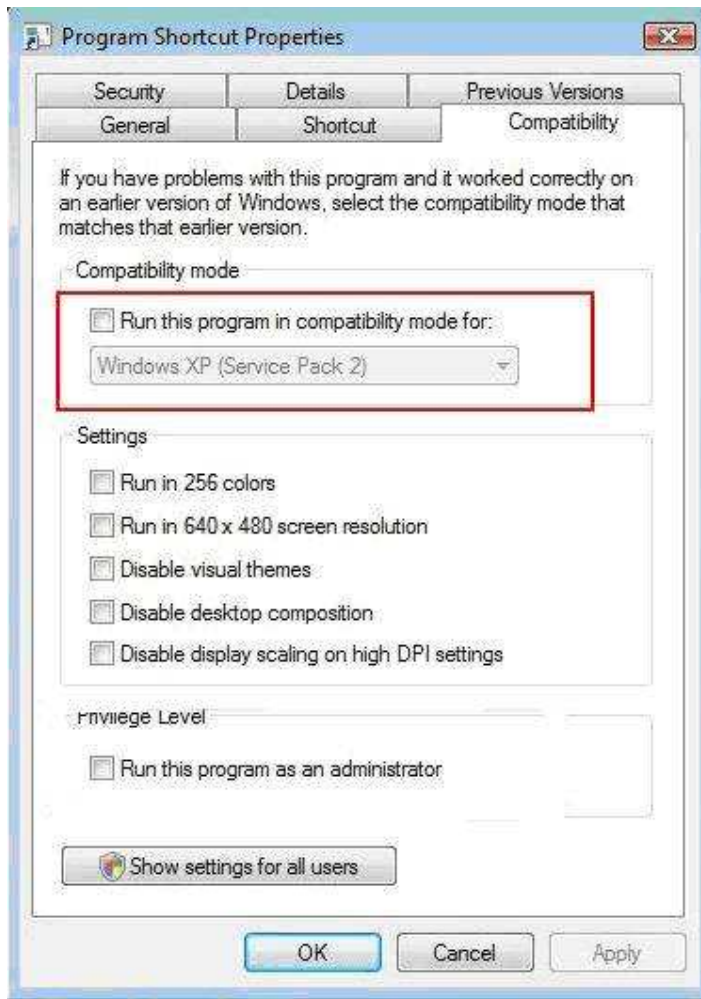 Program Shortcut Properties
Security Details Previous Versions
General Shortcut Compatibility
If you have problems with this program and it worked correctly on
an earlier version of Windows, select the compatibility mode that
matches that earlier version.
Compatibility mode
Run this program in compatibility mode for:
Windows XP (Service Pack 2)
Settings
Run in 256 colors
Run in 640 x 480 screen resolution
Disable visual themes
Disable desktop composition
Disable display scaling on high DPI settings
Privilege Level
Run this program as an administrator
Show settings for all users
OK Cancel Apply